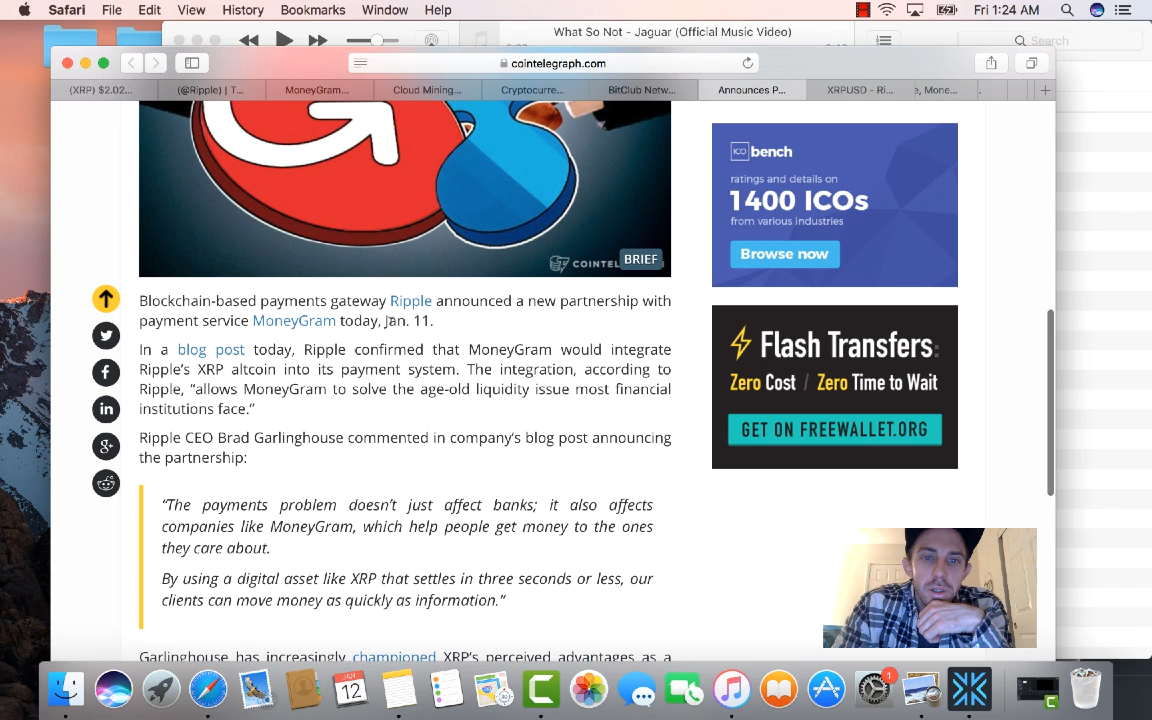 Safari File Edit View History Bookmarks Window Help Fri 1:24 AM
What So Not - Jaguar (Official Music Video)
Search
cointelegraph.com
(XRP) $2.02... (@Ripple) | T... MoneyGram... Cloud Mining... Cryptocurre... BitClub Netw... Announces P... XRPUSD - Ri... e, Mone...
COINTEL
BRIEF
Blockchain-based payments gateway Ripple announced a new partnership with
payment service MoneyGram today, Jan. 11.
In a blog post today, Ripple confirmed that MoneyGram would integrate
Ripple’s XRP altcoin into its payment system. The integration, according to
Ripple, “allows MoneyGram to solve the age-old liquidity issue most financial
institutions face.”
Ripple CEO Brad Garlinghouse commented in company’s blog post announcing
the partnership:
“The payments problem doesn’t just affect banks; it also affects
companies like MoneyGram, which help people get money to the ones
they care about.
By using a digital asset like XRP that settles in three seconds or less, our
clients can move money as quickly as information.”
Garlinghouse has increasingly championed XRP’s perceived advantages as a
ICO bench
ratings and details on
1400 ICOs
from various industries
Browse now
Flash Transfers:
Zero Cost / Zero Time to Wait
GET ON FREEWALLET.ORG
JAN
12
1